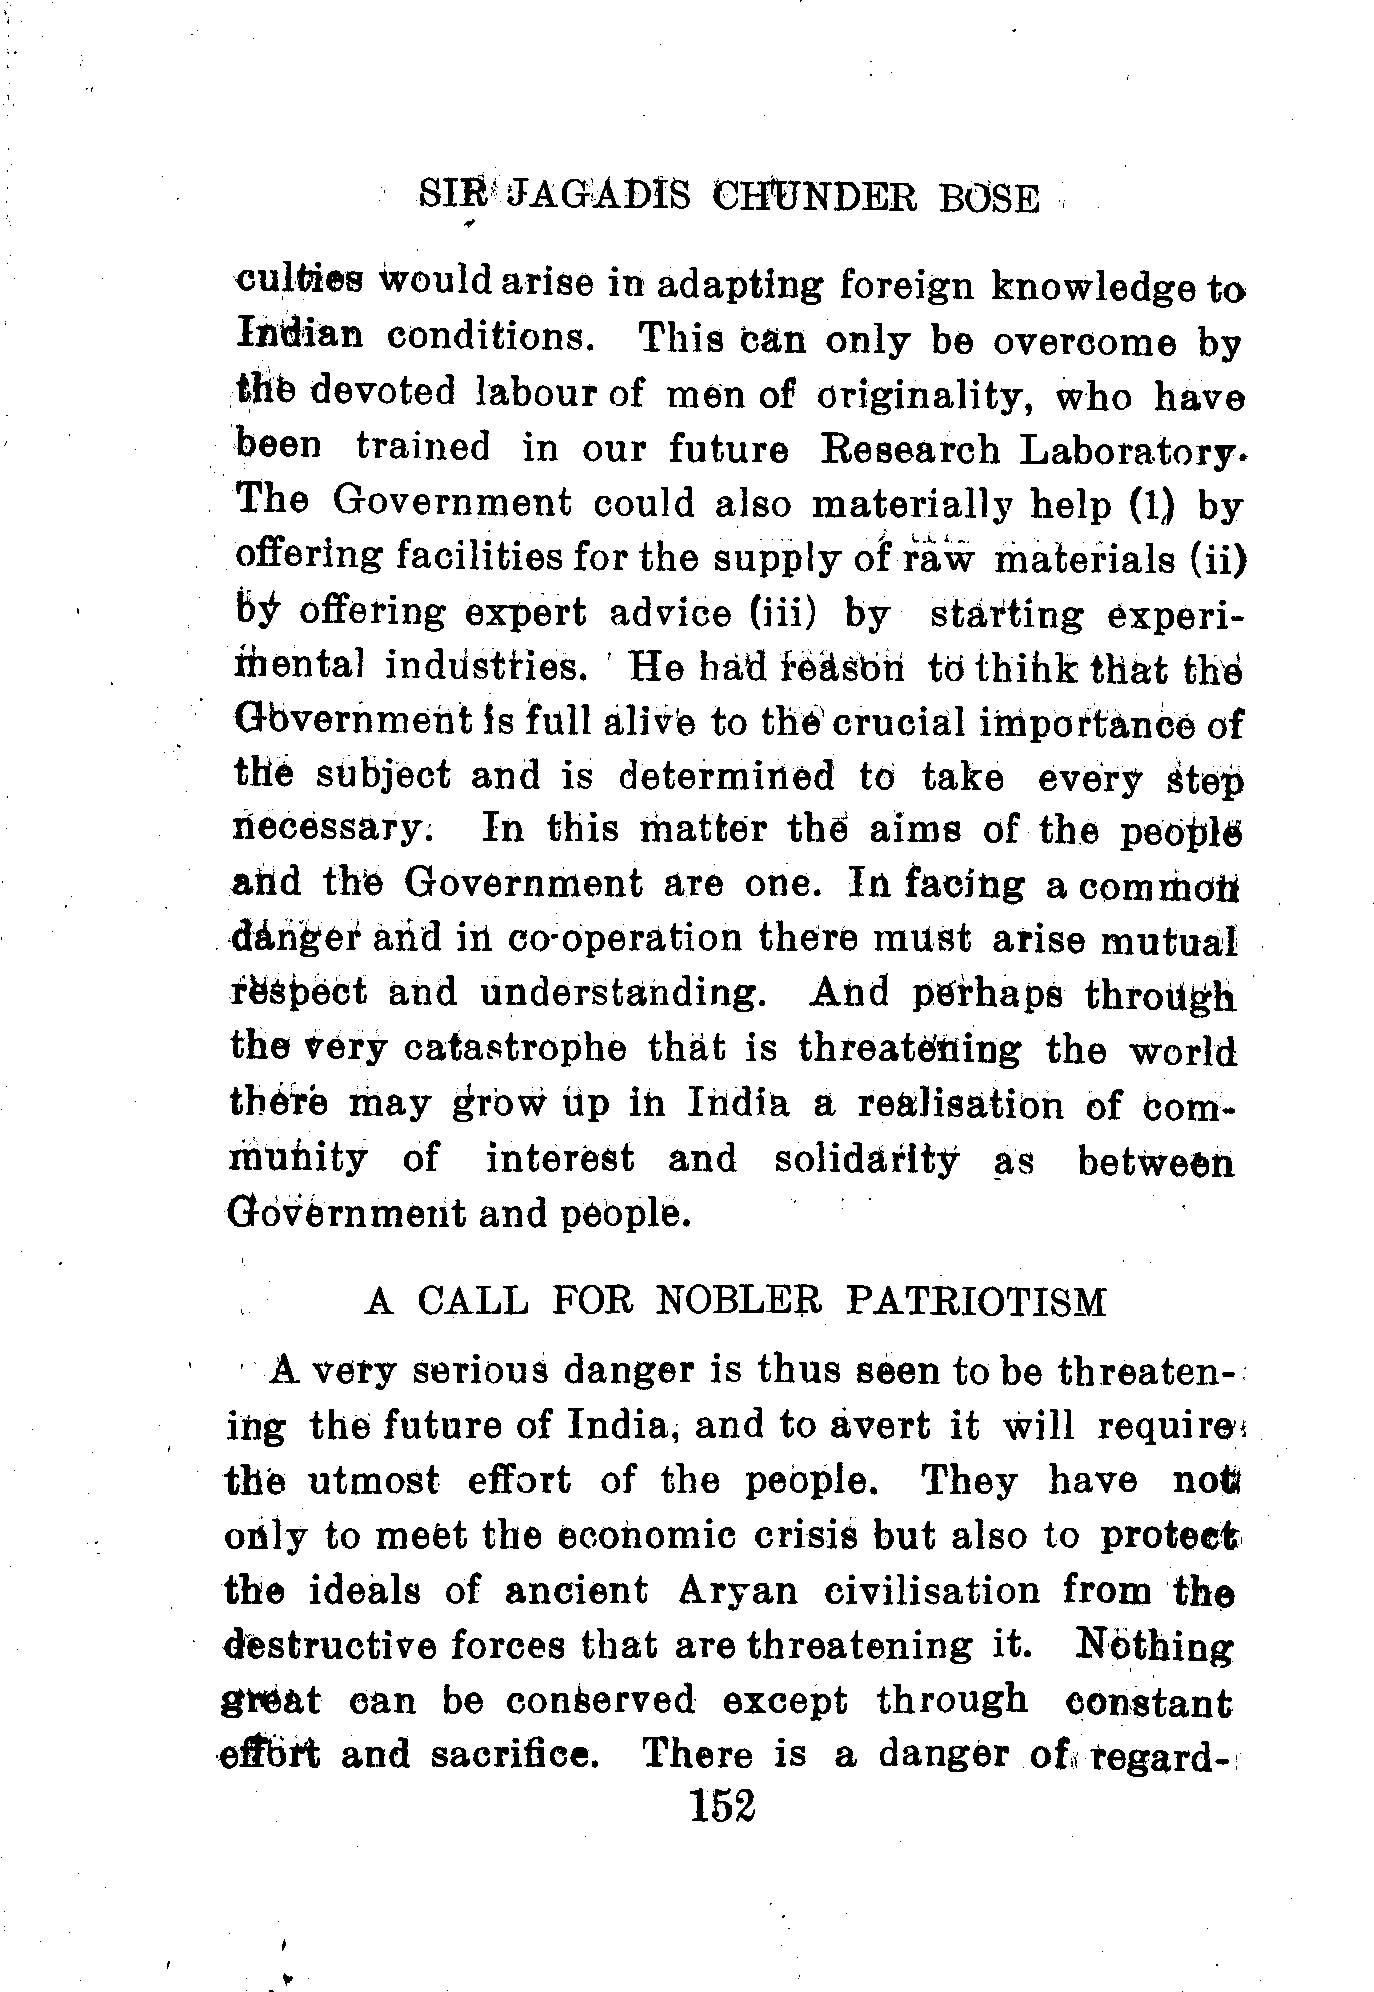 SIR JAGADIS CHUNDER BOSE
culties would arise in adapting foreign knowledge to
Indian conditions. This can only be overcome by
the devoted labour of men of originality, who have
been trained in our future Research Laboratory.
The Government could also materially help (1) by
offering facilities for the supply of raw materials (ii)
by offering expert advice (iii) by starting experi-
mental industries. He had reason to think that the
Government is full alive to the crucial importance of
the subject and is determined to take every step
necessary. In this matter the aims of the people
and the Government are one. In facing a common
danger and in co-operation there must arise mutual
respect and understanding. And perhaps through
the very catastrophe that is threatening the world
there may grow up in India a realisation of com-
munity of interest and solidarity as between
Government and people.
A CALL FOR NOBLER PATRIOTISM
A very serious danger is thus seen to be threaten-
ing the future of India, and to avert it will require
the utmost effort of the people. They have not
only to meet the economic crisis but also to protect
the ideals of ancient Aryan civilisation from the
destructive forces that are threatening it. Nothing
great can be conserved except through constant
effort and sacrifice. There is a danger of regard-
152